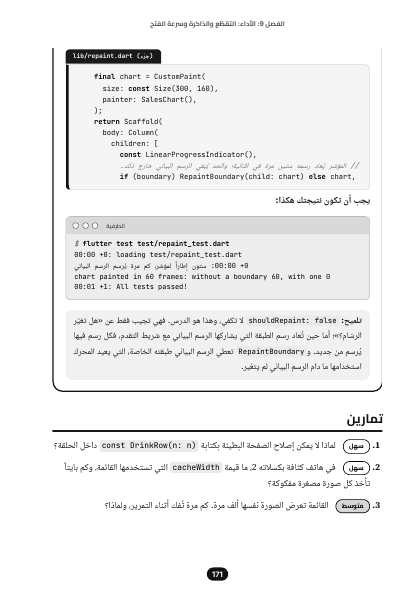 الفصل 9: الأداء: التقطّع والذاكرة وسرعة الفتح
lib/repaint.dart (جزء)
final chart = CustomPaint(
size: const Size(300, 160),
painter: SalesChart(),
);
return Scaffold(
body: Column(
children: [
const LinearProgressIndicator(),
// المؤشر يُعاد رسمه ستين مرة في الثانية؛ والحد يُبقي الرسم البياني خارج ذلك.
if (boundary) RepaintBoundary(child: chart) else chart,
يجب أن تكون نتيجتك هكذا:
الطرفية
$ flutter test test/repaint_test.dart
00:00 +0: loading test/repaint_test.dart
00:00 +0: ستون إطاراً لمؤشر، كم مرة يُرسم الرسم البياني
chart painted in 60 frames: without a boundary 60, with one 0
00:01 +1: All tests passed!
تلميح: shouldRepaint: false لا تكفي، وهذا هو الدرس. فهي تجيب فقط عن «هل تغيّر
الرسّام؟»؛ أما حين تُعاد رسم الطبقة التي يشاركها الرسم البياني مع شريط التقدم، فكل رسم فيها
يُرسم من جديد. و RepaintBoundary تعطي الرسم البياني طبقته الخاصة، التي يعيد المحرك
استخدامها ما دام الرسم البياني لم يتغير.
تمارين
1. سهل لماذا لا يمكن إصلاح الصفحة البطيئة بكتابة const DrinkRow(n: n) داخل الحلقة؟
2. سهل في هاتف كثافة بكسلاته 2، ما قيمة cacheWidth التي تستخدمها القائمة، وكم بايتاً
تأخذ كل صورة مصغرة مفكوكة؟
3. متوسط القائمة تعرض الصورة نفسها ألف مرة. كم مرة تُفك أثناء التمرير، ولماذا؟
171